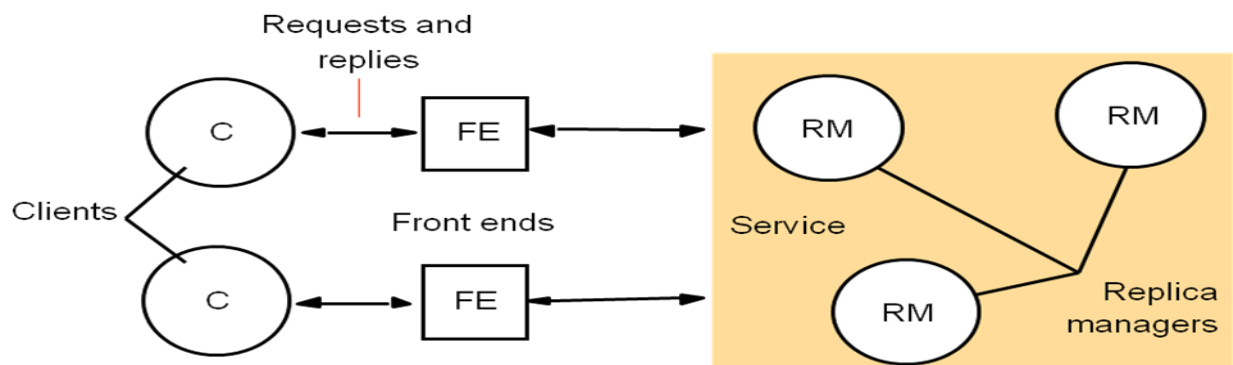 Requests and
replies
C
FE
RM
RM
Clients
Front ends
Service
C
FE
RM
Replica
managers